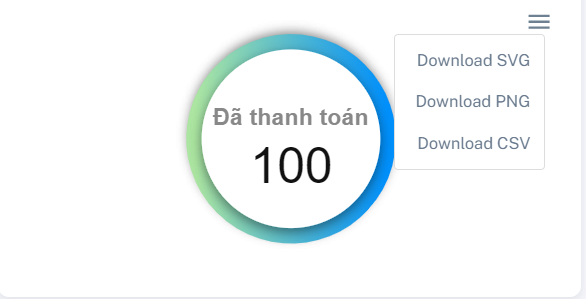 Download SVG
Đã thanh toán
Download PNG
100
Download CSV